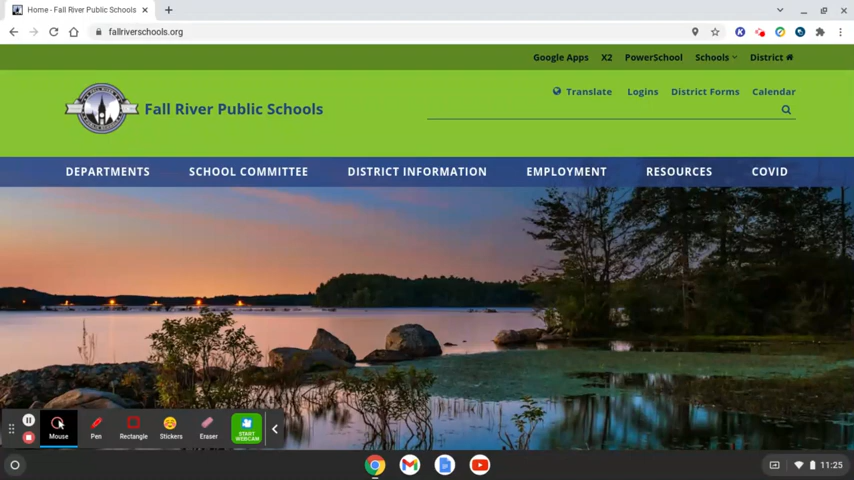 Home - Fall River Public Schools
fallriverschools.org
Google Apps X2 PowerSchool Schools District
Translate Logins District Forms Calendar
Fall River Public Schools
DEPARTMENTS SCHOOL COMMITTEE DISTRICT INFORMATION EMPLOYMENT RESOURCES COVID
Mouse Pen Rectangle Stickers Eraser START WEBCAM
11:25